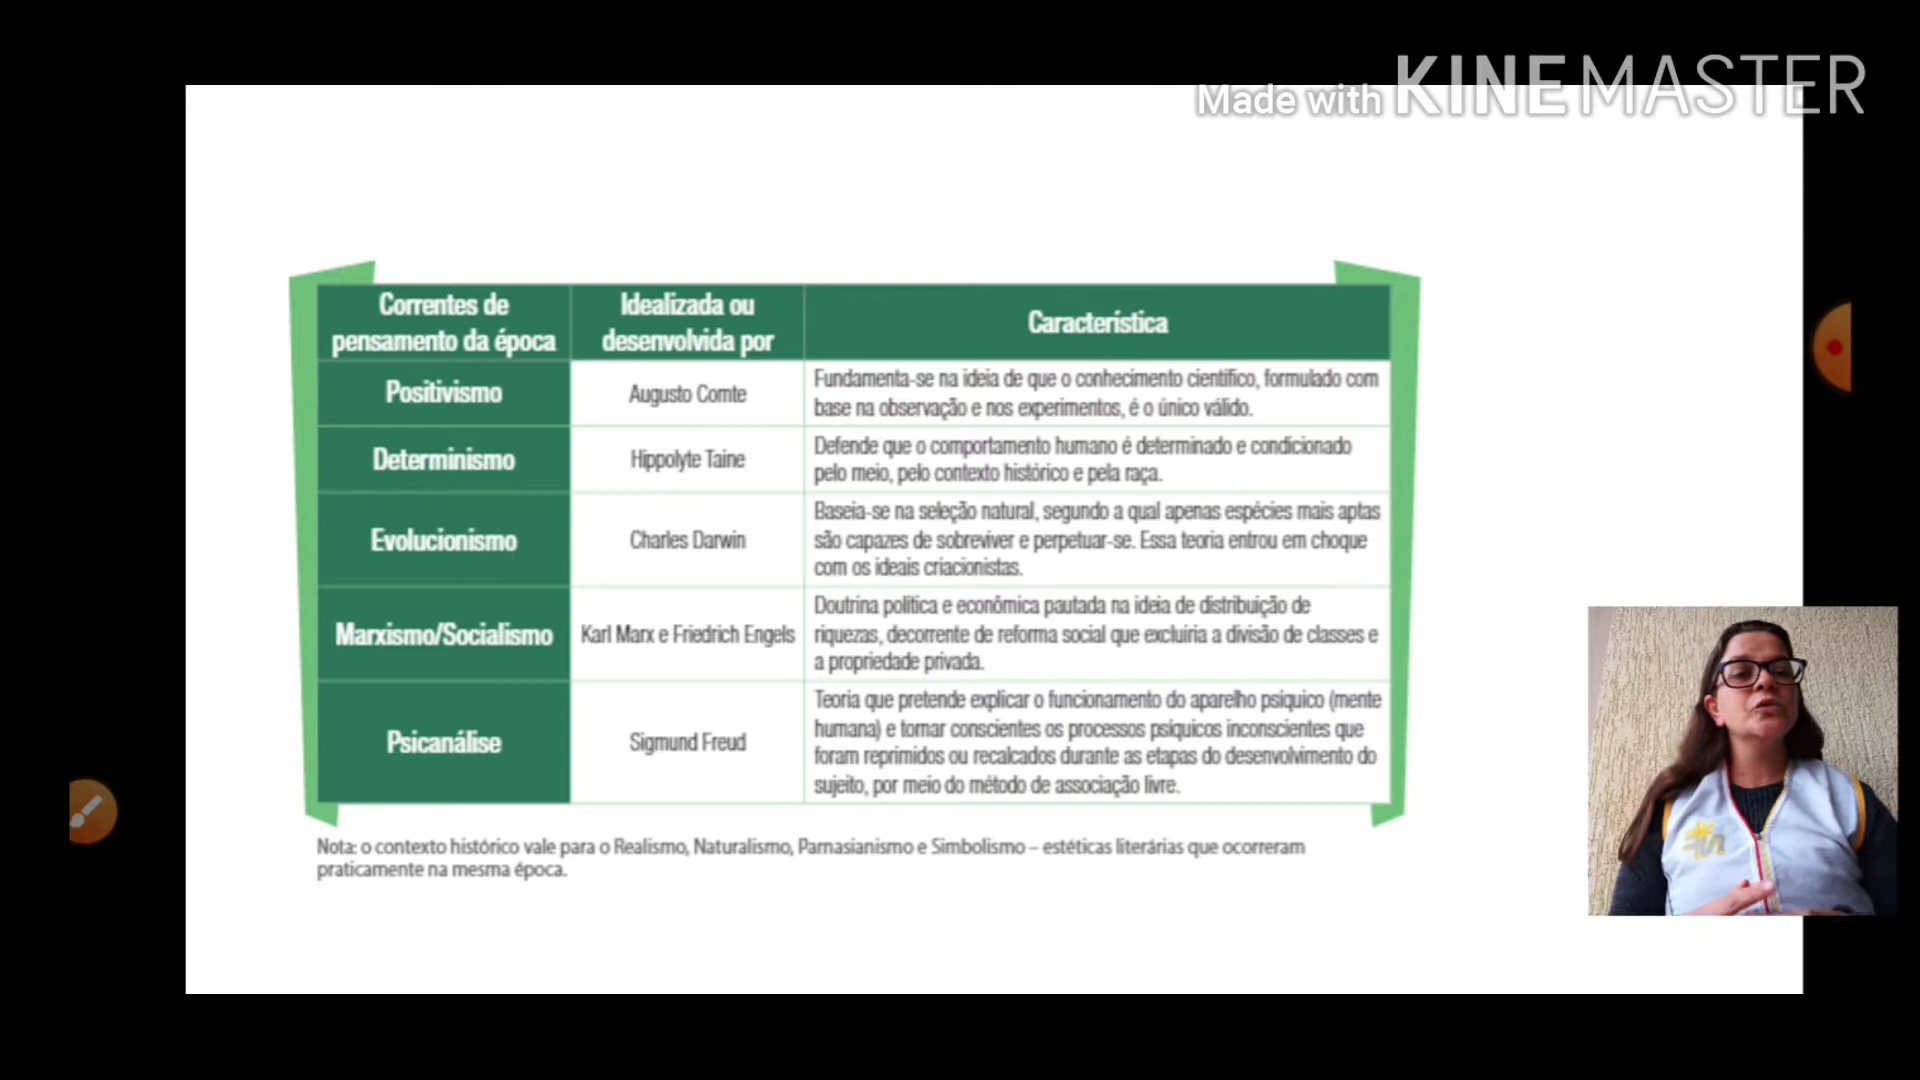 Made with KINEMASTER
Correntes de
pensamento da época
Idealizada ou
desenvolvida por
Característica
Positivismo
Augusto Comte
Fundamenta-se na ideia de que o conhecimento científico, formulado com
base na observação e nos experimentos, é o único válido.
Determinismo
Hippolyte Taine
Defende que o comportamento humano é determinado e condicionado
pelo meio, pelo contexto histórico e pela raça.
Evolucionismo
Charles Darwin
Baseia-se na seleção natural, segundo a qual apenas espécies mais aptas
são capazes de sobreviver e perpetuar-se. Essa teoria entrou em choque
com os ideais criacionistas.
Marxismo/Socialismo
Karl Marx e Friedrich Engels
Doutrina política e econômica pautada na ideia de distribuição de
riquezas, decorrente de reforma social que excluiria a divisão de classes e
a propriedade privada.
Psicanálise
Sigmund Freud
Teoria que pretende explicar o funcionamento do aparelho psíquico (mente
humana) e tornar conscientes os processos psíquicos inconscientes que
foram reprimidos ou recalcados durante as etapas do desenvolvimento do
sujeito, por meio do método de associação livre.
Nota: o contexto histórico vale para o Realismo, Naturalismo, Parnasianismo e Simbolismo – estéticas literárias que ocorreram
praticamente na mesma época.